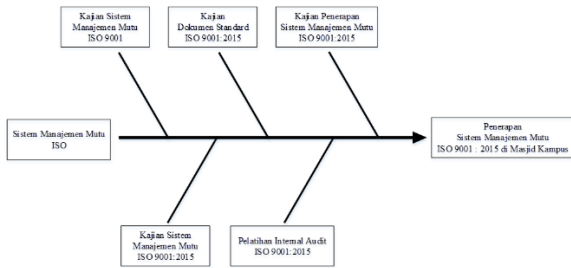 Kajian Sistem
Manajemen Mutu
ISO 9001
Kajian
Dokumen Standard
ISO 9001:2015
Kajian Penerapan
Sistem Manajemen Mutu
ISO 9001:2015
Sistem Manajemen Mutu
ISO
Penerapan
Sistem Manajemen Mutu
ISO 9001 : 2015 di Masjid Kampus
Kajian Sistem
Manajemen Mutu
ISO 9001:2015
Pelatihan Internal Audit
ISO 9001:2015